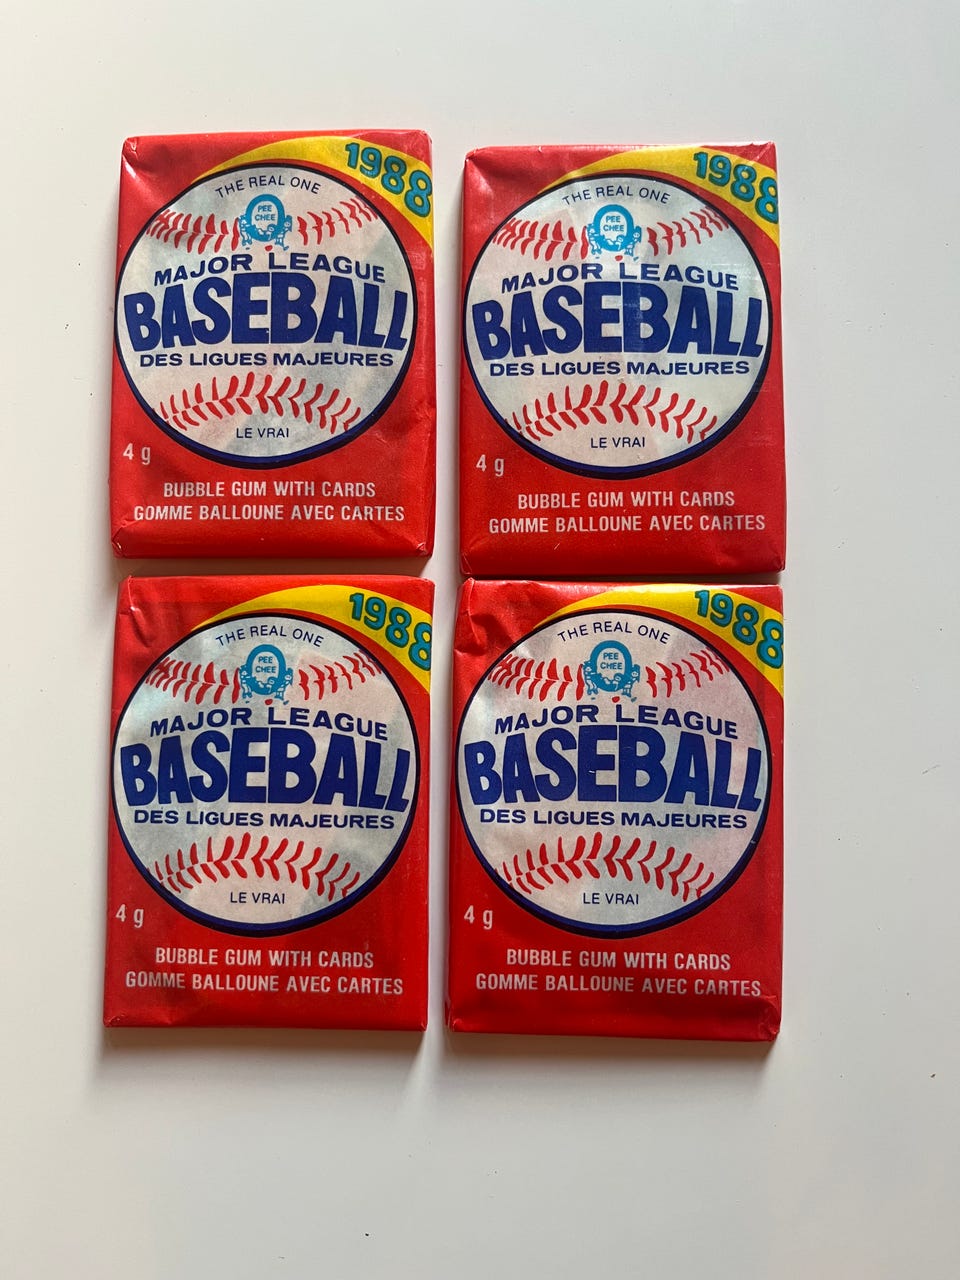 1988
THE REAL ONE
PEE
CHEE
MAJOR LEAGUE
BASEBALL
DES LIGUES MAJEURES
LE VRAI
4 g
BUBBLE GUM WITH CARDS
GOMME BALLOUNE AVEC CARTES
1988
THE REAL ONE
PEE
CHEE
MAJOR LEAGUE
BASEBALL
DES LIGUES MAJEURES
LE VRAI
4 g
BUBBLE GUM WITH CARDS
GOMME BALLOUNE AVEC CARTES
1988
THE REAL ONE
PEE
CHEE
MAJOR LEAGUE
BASEBALL
DES LIGUES MAJEURES
LE VRAI
4 g
BUBBLE GUM WITH CARDS
GOMME BALLOUNE AVEC CARTES
1988
THE REAL ONE
PEE
CHEE
MAJOR LEAGUE
BASEBALL
DES LIGUES MAJEURES
LE VRAI
4 g
BUBBLE GUM WITH CARDS
GOMME BALLOUNE AVEC CARTES